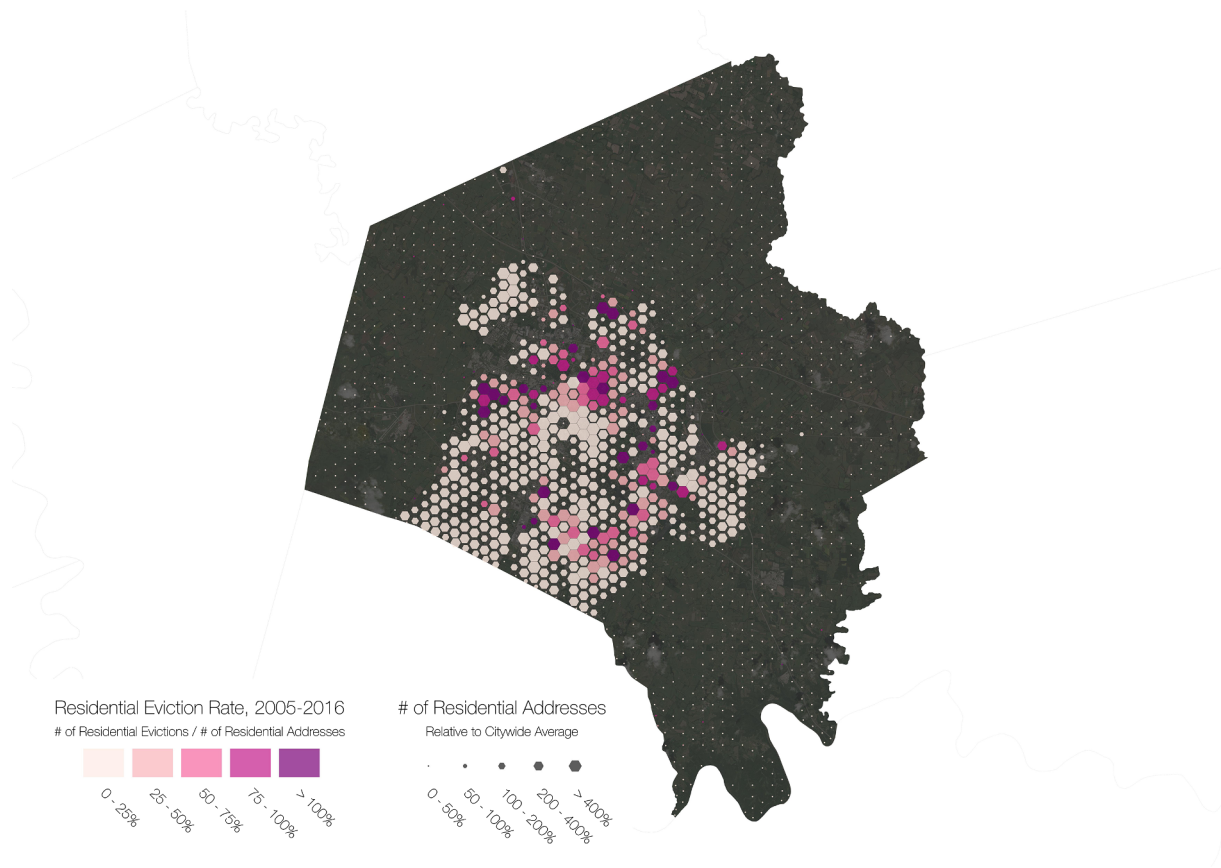 Residential Eviction Rate, 2005-2016
# of Residential Evictions / # of Residential Addresses
0 - 25%
25 - 50%
50 - 75%
75 - 100%
> 100%
# of Residential Addresses
Relative to Citywide Average
0 - 50%
50 - 100%
100 - 200%
200 - 400%
> 400%